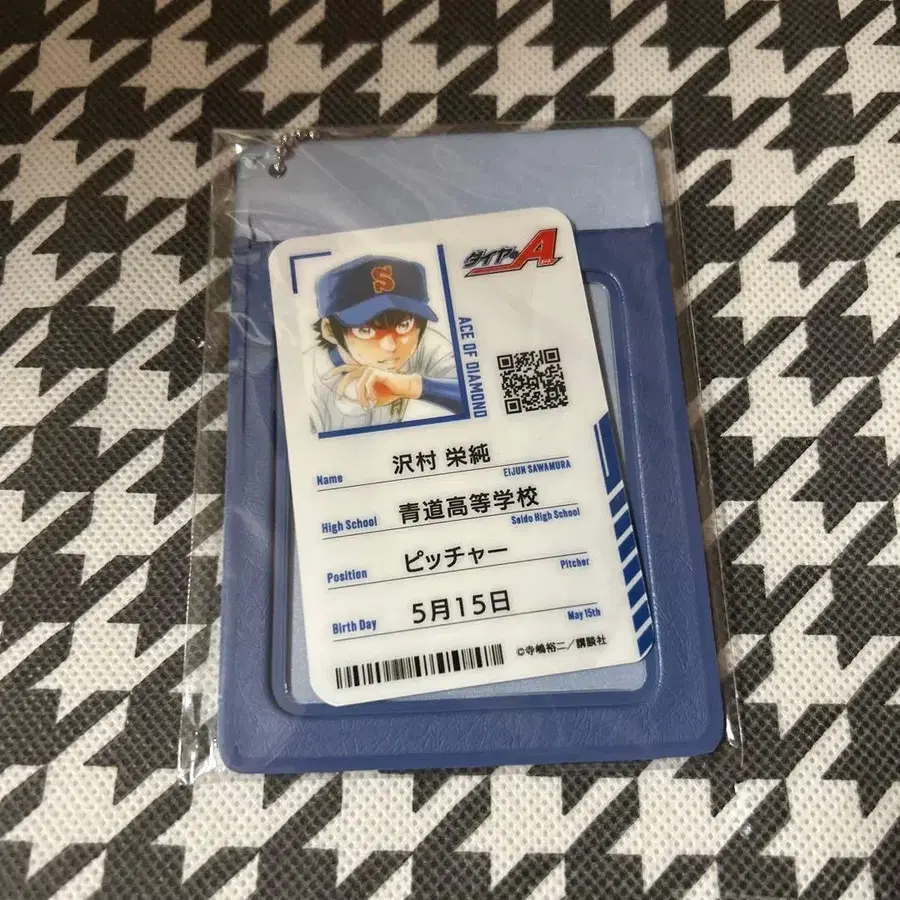 S
ダイヤのA
ACE OF DIAMOND
Name 沢村 栄純 EIJUN SAWAMURA
High School 青道高等学校 Seido High School
Position ピッチャー Pitcher
Birth Day 5月15日 May 15th
©寺嶋裕二／講談社